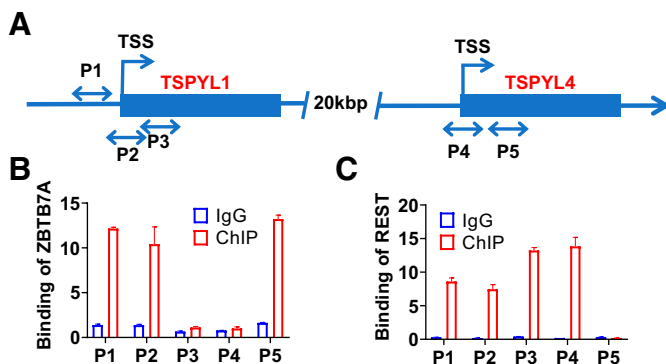 A
TSS
TSS
P1
TSPYL1
TSPYL4
20kbp
P3
P2
P4
P5
B
C
Binding of ZBTB7A
15
10
5
0
IgG
ChIP
P1 P2 P3 P4 P5
Binding of REST
20
15
10
5
0
IgG
ChIP
P1 P2 P3 P4 P5